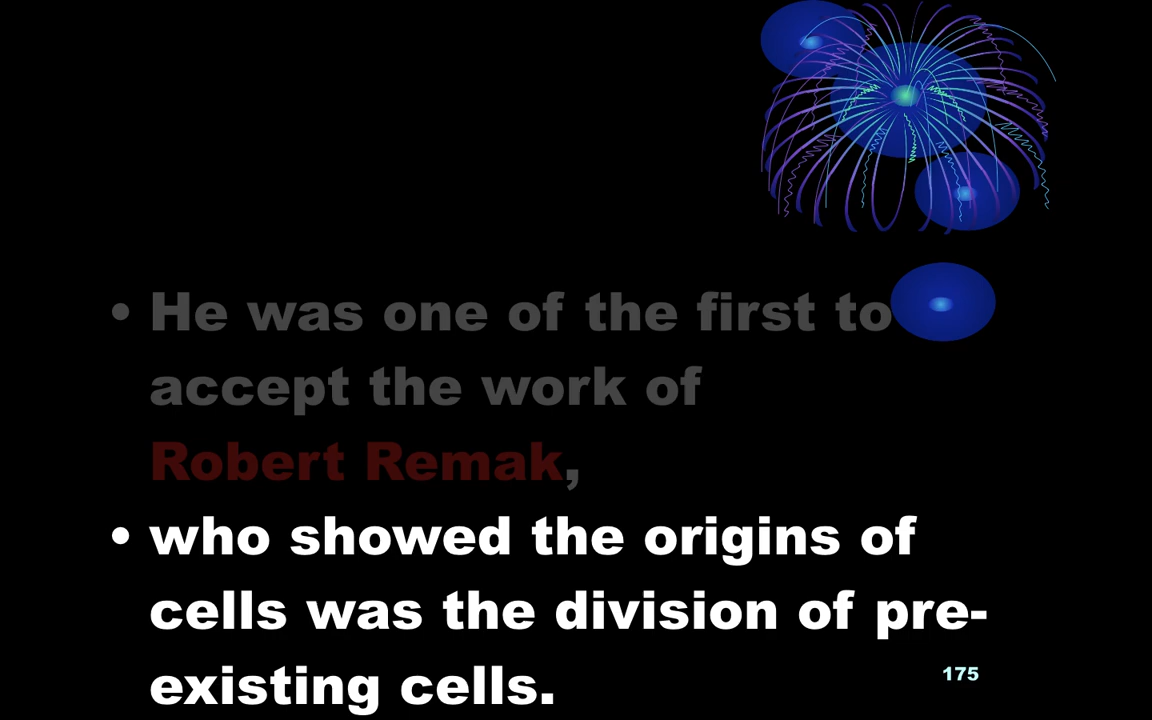 • He was one of the first to
accept the work of
Robert Remak,
• who showed the origins of
cells was the division of pre-
existing cells.
175